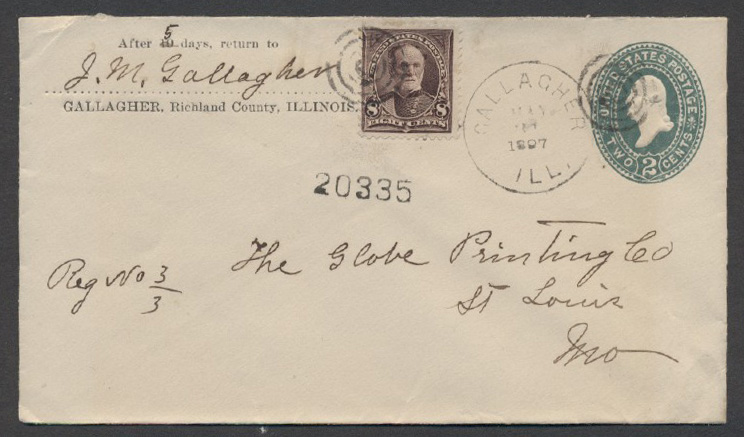 After 10 5 days, return to
J. M. Gallagher
GALLAGHER, Richland County, ILLINOIS.
UNITED STATES POSTAGE
8 8
EIGHT CENTS
GALLAGHER
MAY
1897
ILL.
UNITED STATES POSTAGE
TWO 2 CENTS
20335
The Globe Printing Co
St Louis
Mo
Reg No 3
3